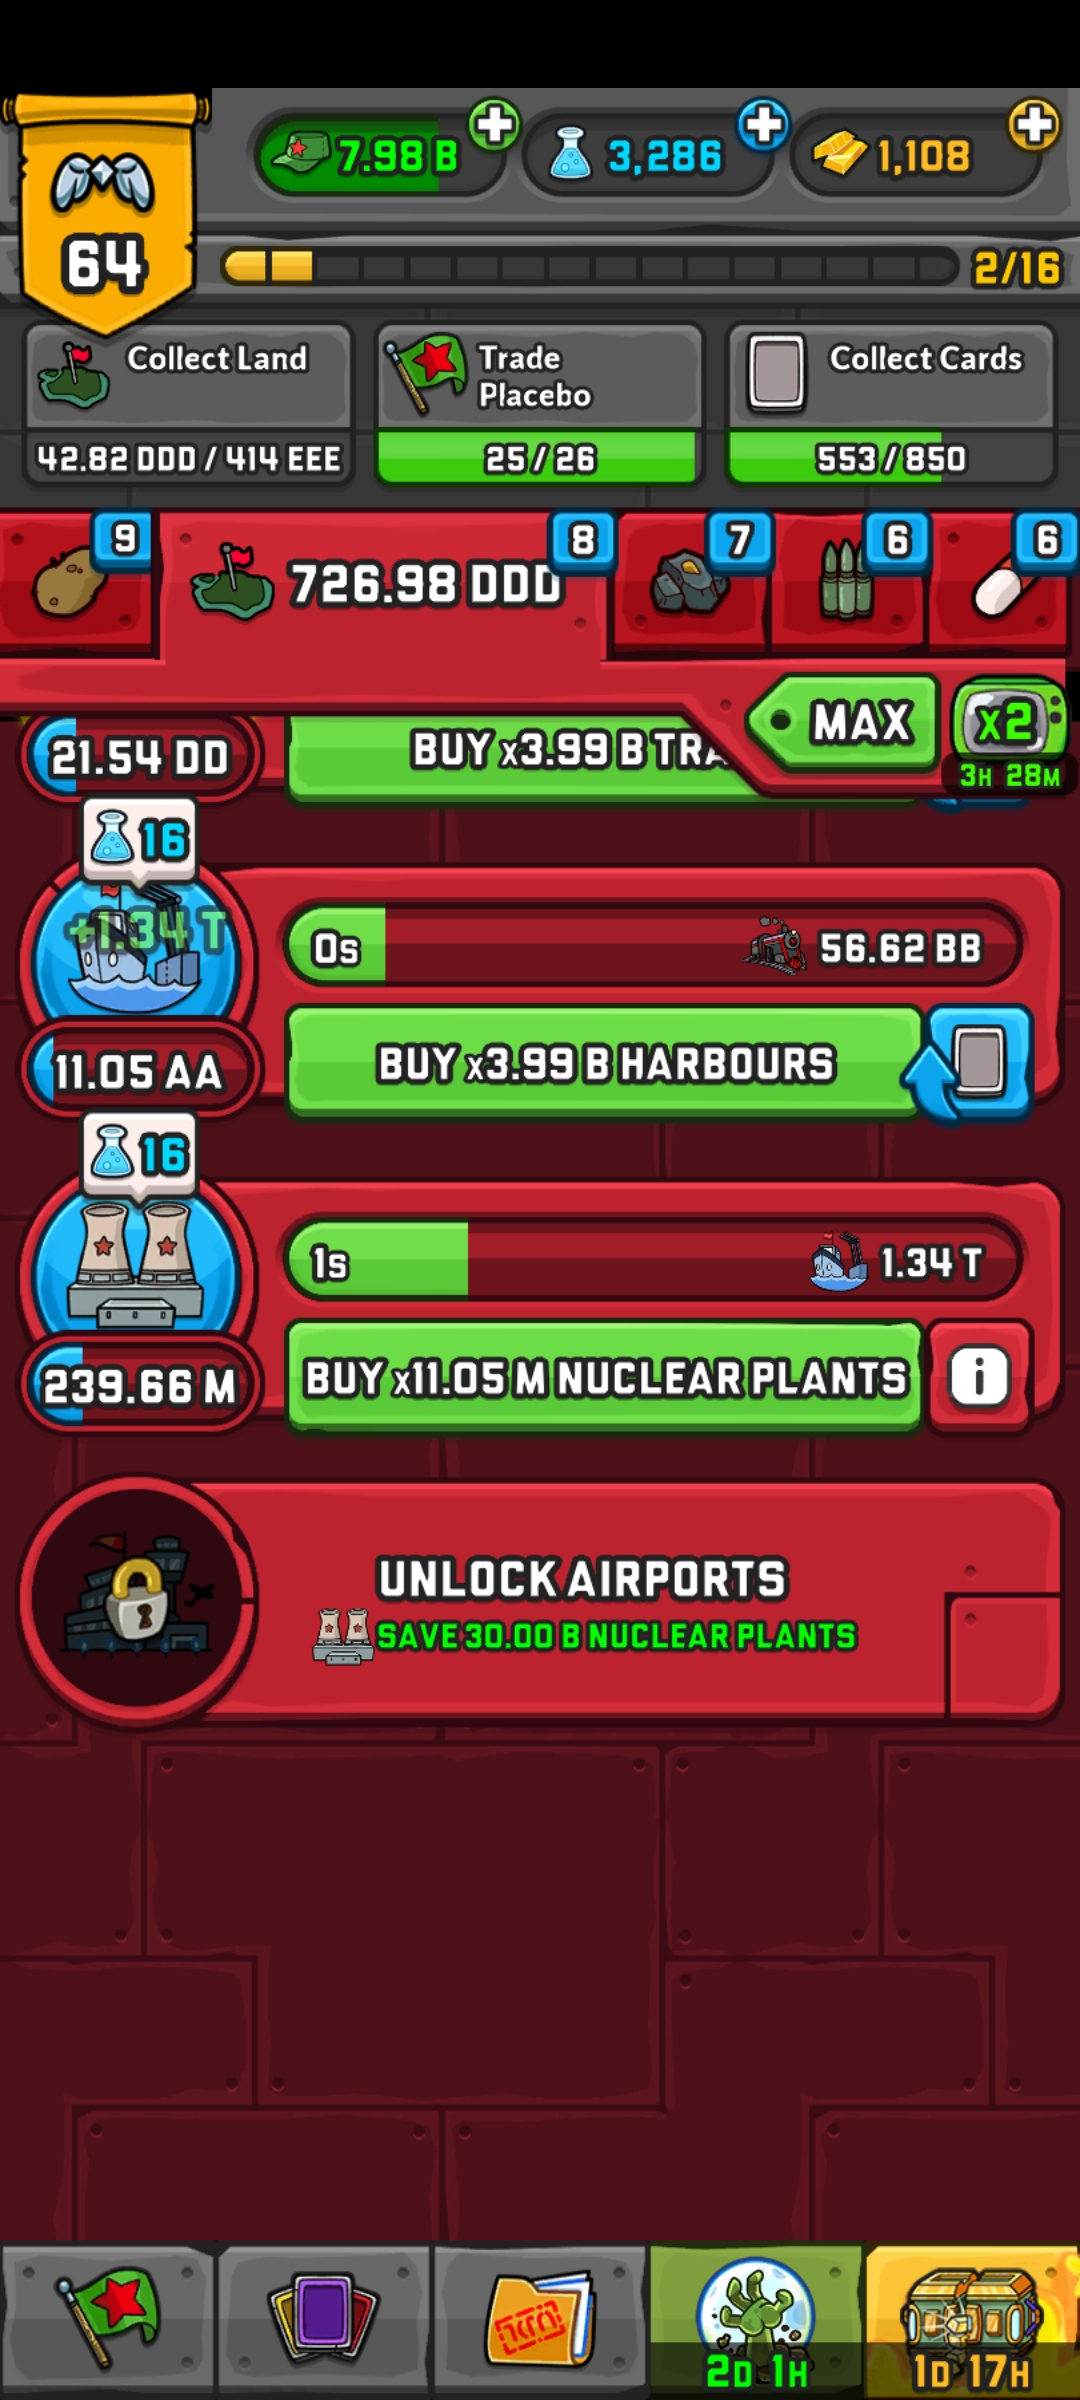 7.98 B
3,286
1,108
64
2/16
Collect Land
42.82 DDD / 414 EEE
Trade
Placebo
25 / 26
Collect Cards
553 / 850
9
726.98 DDD
8
7
6
6
MAX
x2
3H 28M
21.54 DD
BUY x3.99 B TRA
16
+1.34 T
0s
56.62 BB
11.05 AA
BUY x3.99 B HARBOURS
16
1s
1.34 T
239.66 M
BUY x11.05 M NUCLEAR PLANTS
i
UNLOCK AIRPORTS
SAVE 30.00 B NUCLEAR PLANTS
2D 1H
1D 17H